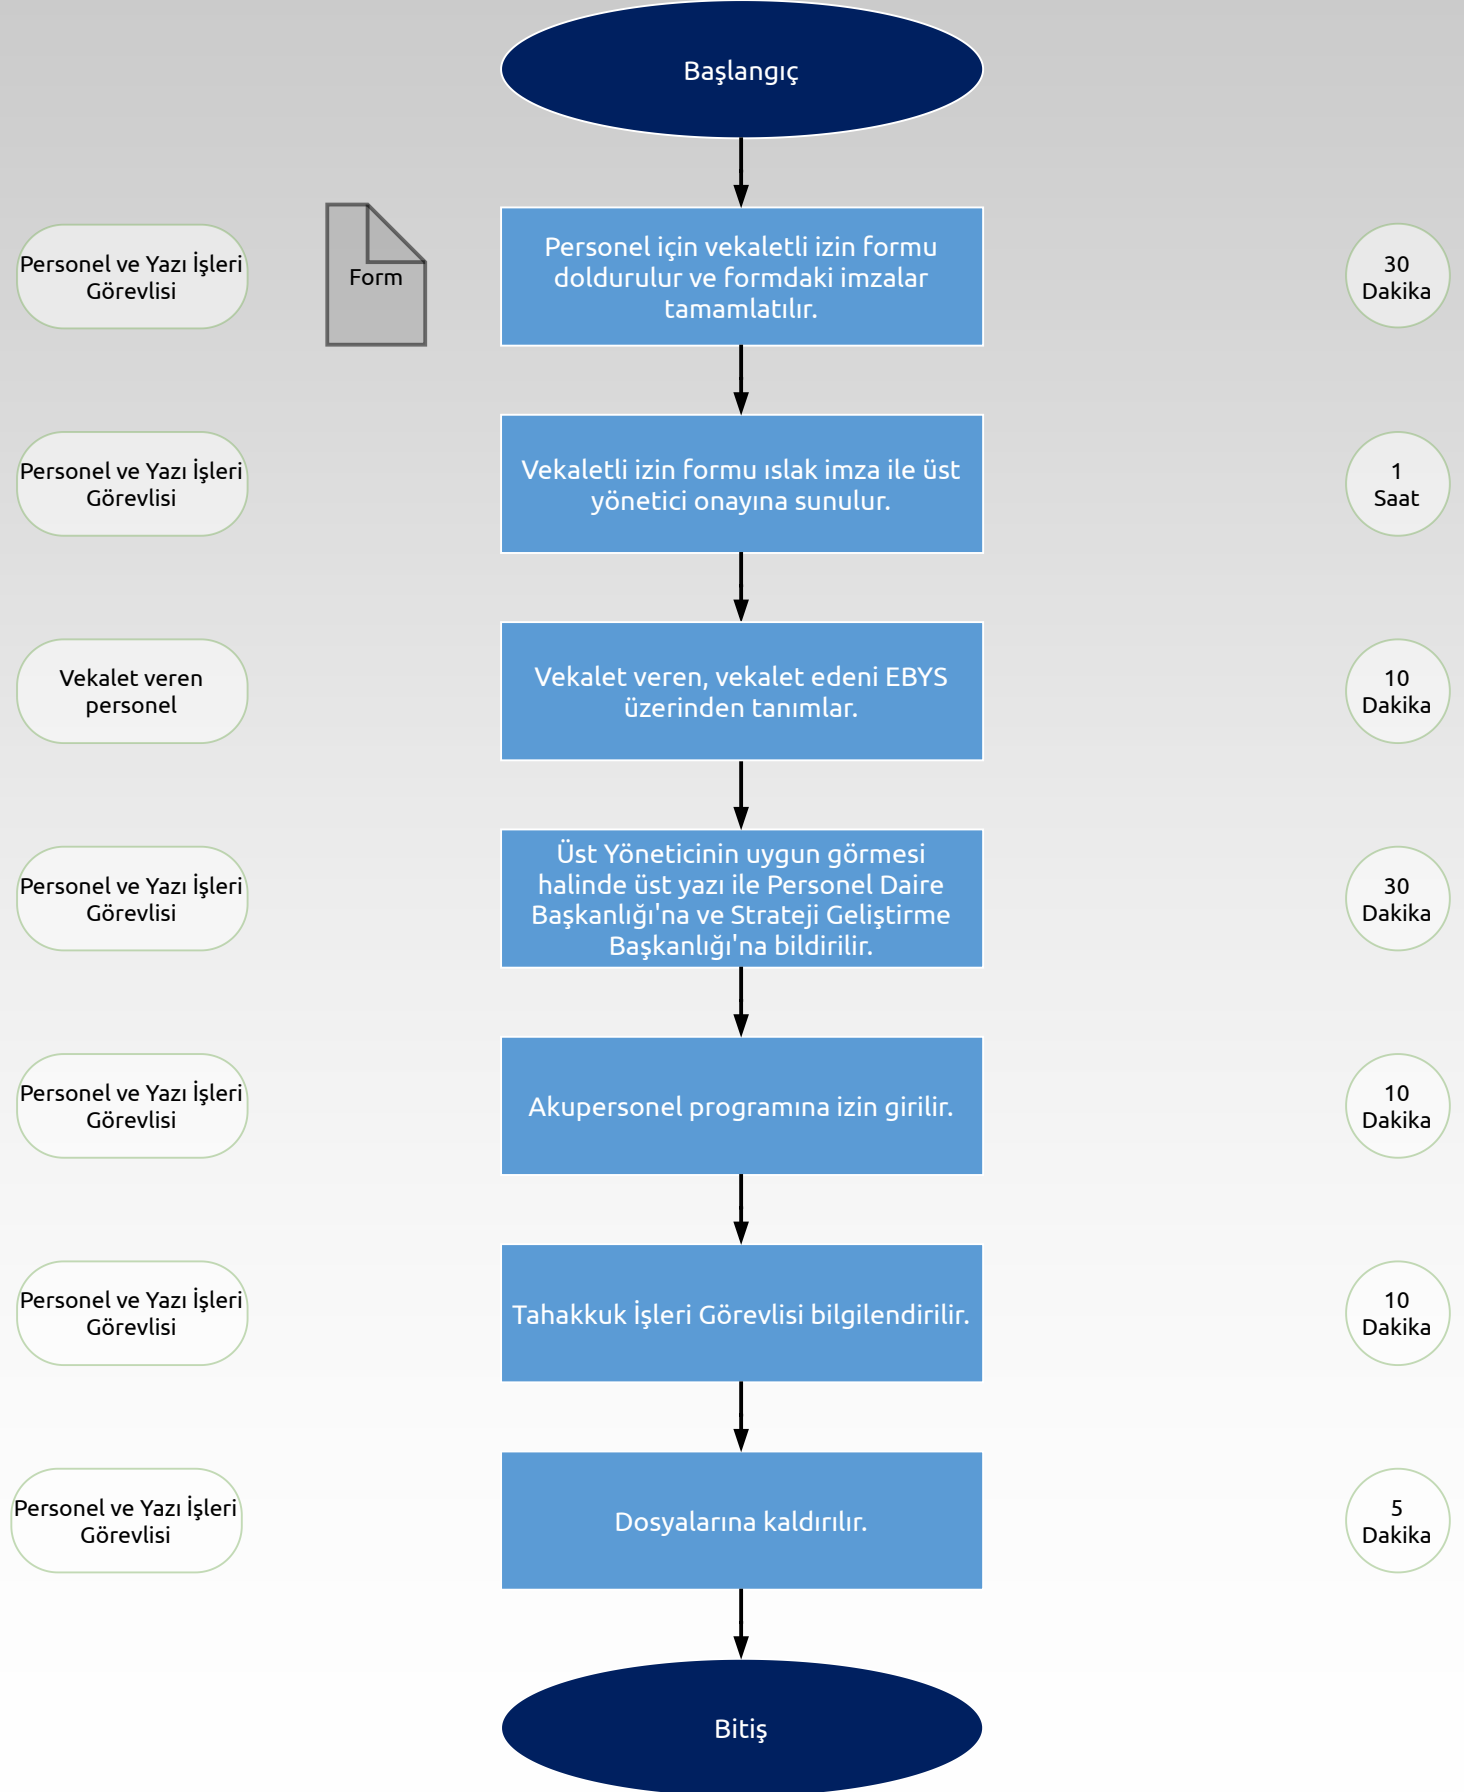 Başlangıç
Personel ve Yazı İşleri
Görevlisi
Form
Personel için vekaletli izin formu
doldurulur ve formdaki imzalar
tamamlatılır.
30
Dakika
Personel ve Yazı İşleri
Görevlisi
Vekaletli izin formu ıslak imza ile üst
yönetici onayına sunulur.
1
Saat
Vekalet veren
personel
Vekalet veren, vekalet edeni EBYS
üzerinden tanımlar.
10
Dakika
Personel ve Yazı İşleri
Görevlisi
Üst Yöneticinin uygun görmesi
halinde üst yazı ile Personel Daire
Başkanlığı'na ve Strateji Geliştirme
Başkanlığı'na bildirilir.
30
Dakika
Personel ve Yazı İşleri
Görevlisi
Akupersonel programına izin girilir.
10
Dakika
Personel ve Yazı İşleri
Görevlisi
Tahakkuk İşleri Görevlisi bilgilendirilir.
10
Dakika
Personel ve Yazı İşleri
Görevlisi
Dosyalarına kaldırılır.
5
Dakika
Bitiş